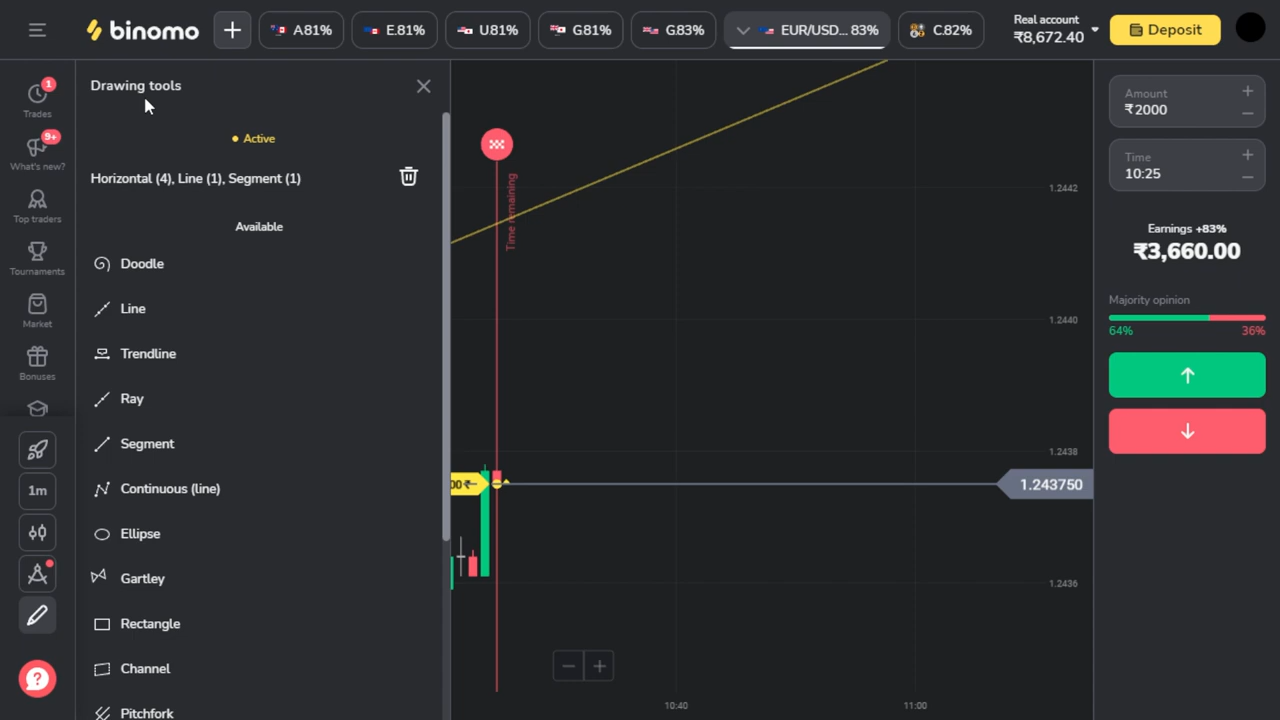 binomo
A81%
E.81%
U81%
G81%
G.83%
EUR/USD... 83%
C.82%
Real account
₹8,672.40
Deposit
1
Trades
9+
What's new?
Top traders
Tournaments
Market
Bonuses
1m
Drawing tools
Active
Horizontal (4), Line (1), Segment (1)
Available
Doodle
Line
Trendline
Ray
Segment
Continuous (line)
Ellipse
Gartley
Rectangle
Channel
Pitchfork
Time remaining
00₹
1.2442
1.2440
1.2438
1.243750
1.2436
10:40
11:00
Amount
₹2000
Time
10:25
Earnings +83%
₹3,660.00
Majority opinion
64%
36%